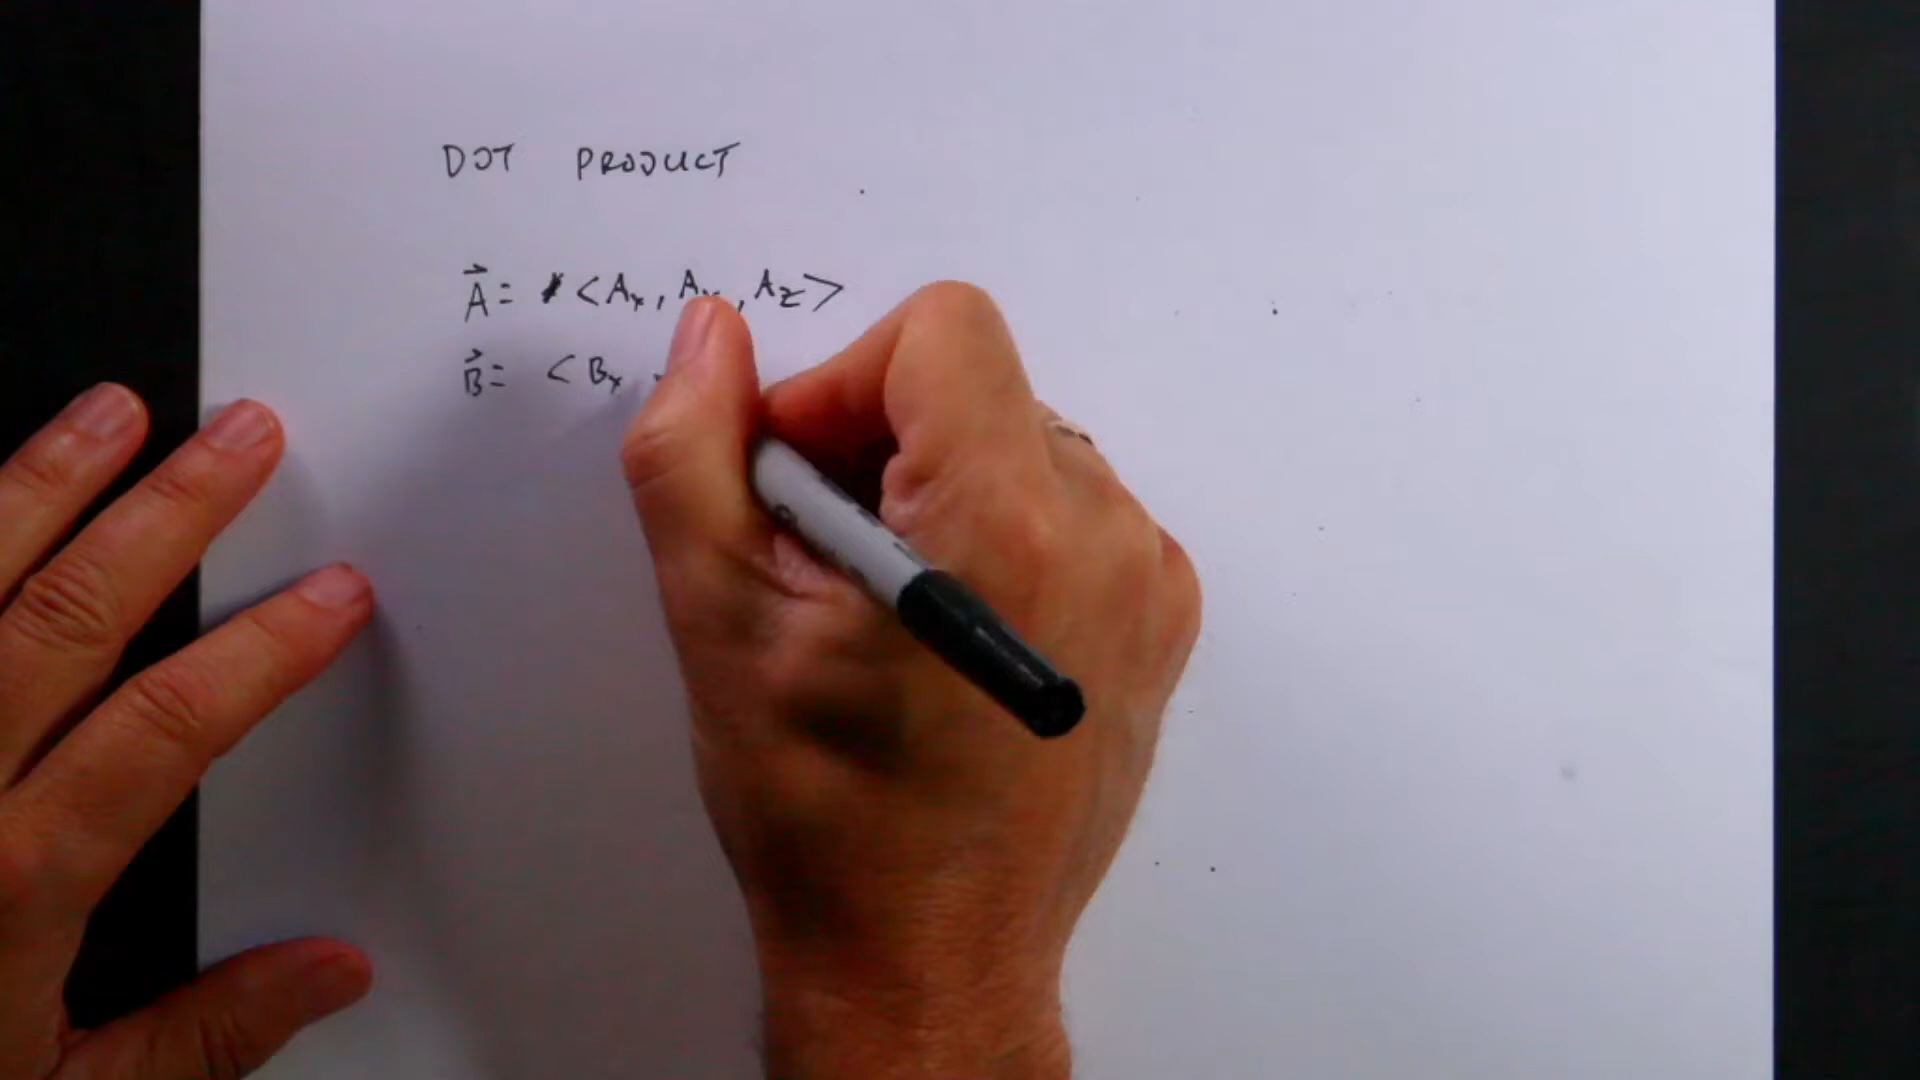 DOT PRODUCT
A⃗ = <Ax, Ay, Az>
B⃗ = <Bx